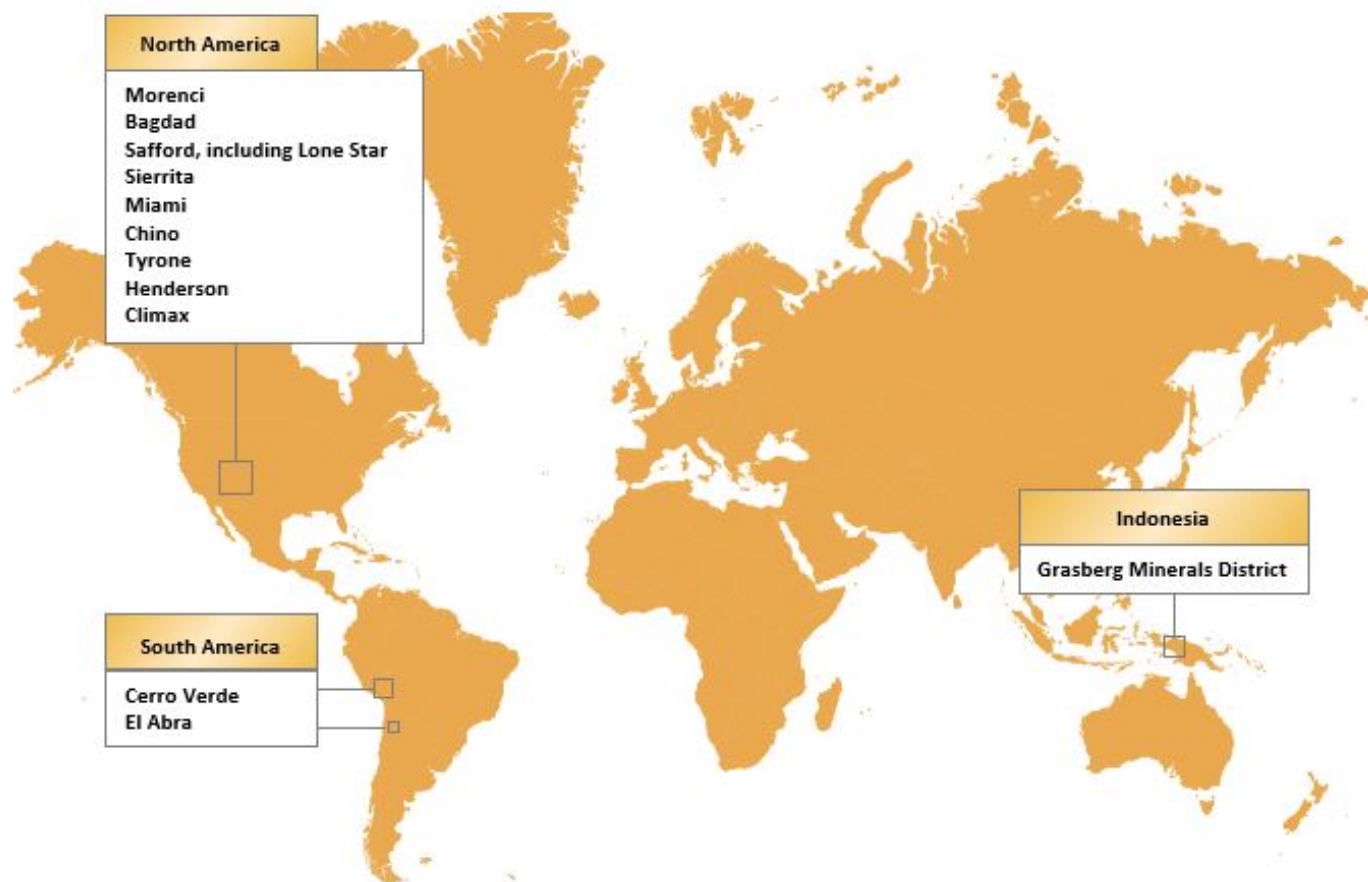 North America
Morenci
Bagdad
Safford, including Lone Star
Sierrita
Miami
Chino
Tyrone
Henderson
Climax
Indonesia
Grasberg Minerals District
South America
Cerro Verde
El Abra